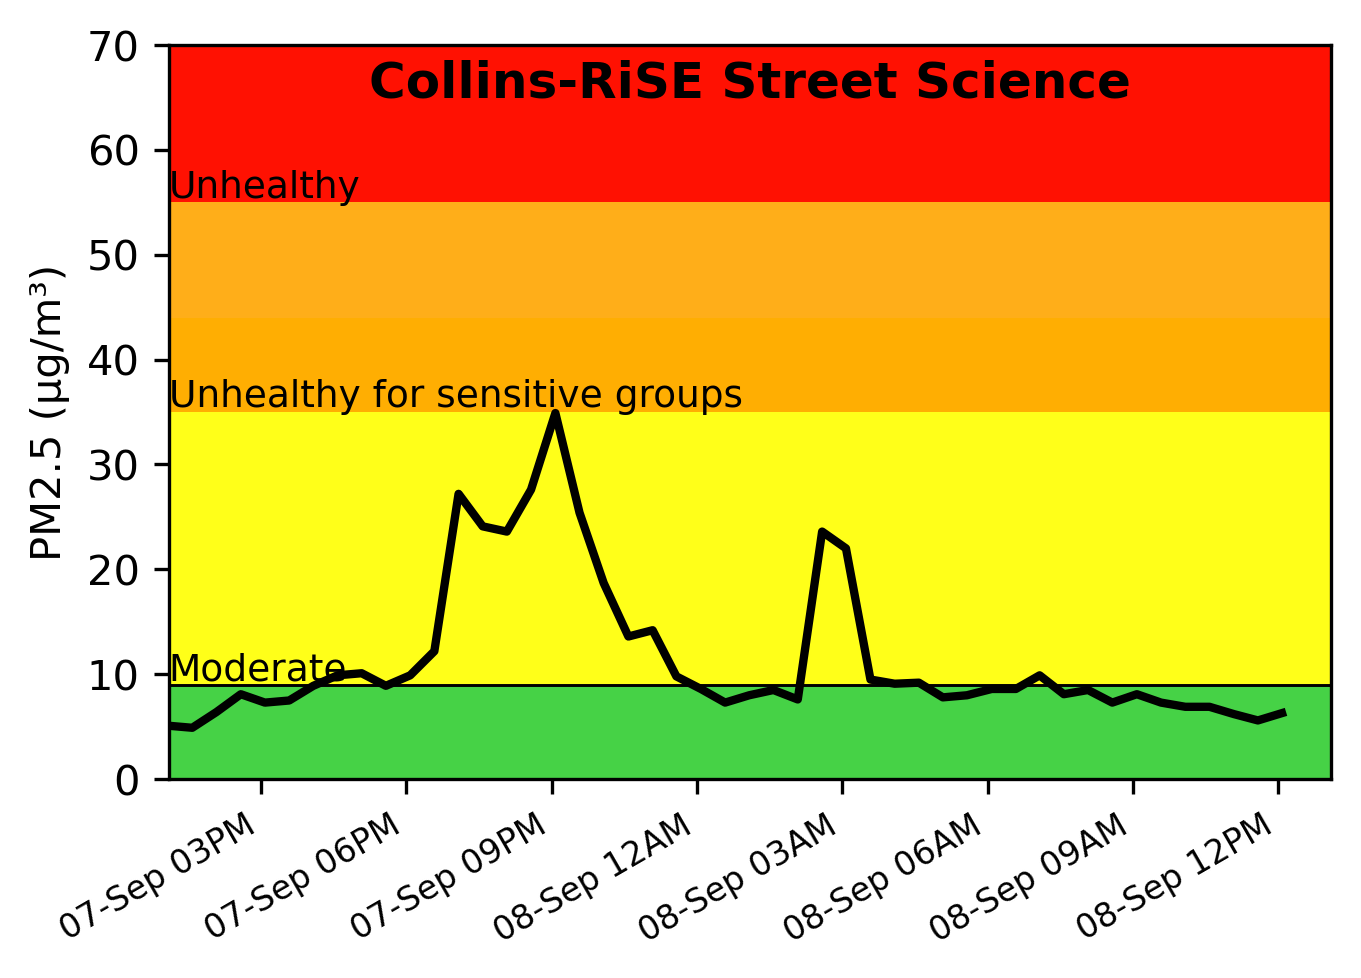 Collins-RiSE Street Science
70
60
Unhealthy
50
40
Unhealthy for sensitive groups
30
20
Moderate
10
0
PM2.5 (µg/m³)
07-Sep 03PM
07-Sep 06PM
07-Sep 09PM
08-Sep 12AM
08-Sep 03AM
08-Sep 06AM
08-Sep 09AM
08-Sep 12PM